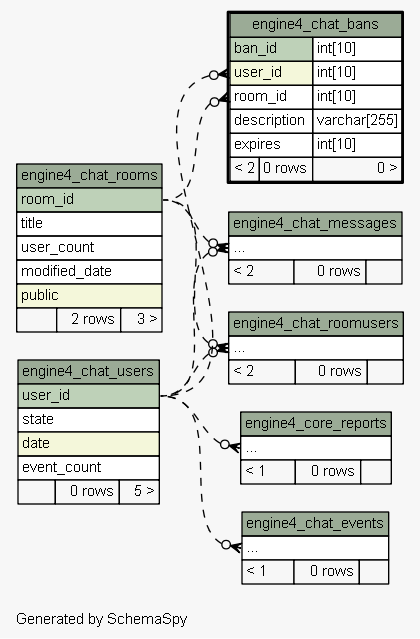 engine4_chat_bans
ban_id int[10]
user_id int[10]
room_id int[10]
description varchar[255]
expires int[10]
< 2 0 rows 0 >
engine4_chat_rooms
room_id
title
user_count
modified_date
public
2 rows 3 >
engine4_chat_messages
...
< 2 0 rows
engine4_chat_roomusers
...
< 2 0 rows
engine4_chat_users
user_id
state
date
event_count
0 rows 5 >
engine4_core_reports
...
< 1 0 rows
engine4_chat_events
...
< 1 0 rows
Generated by SchemaSpy